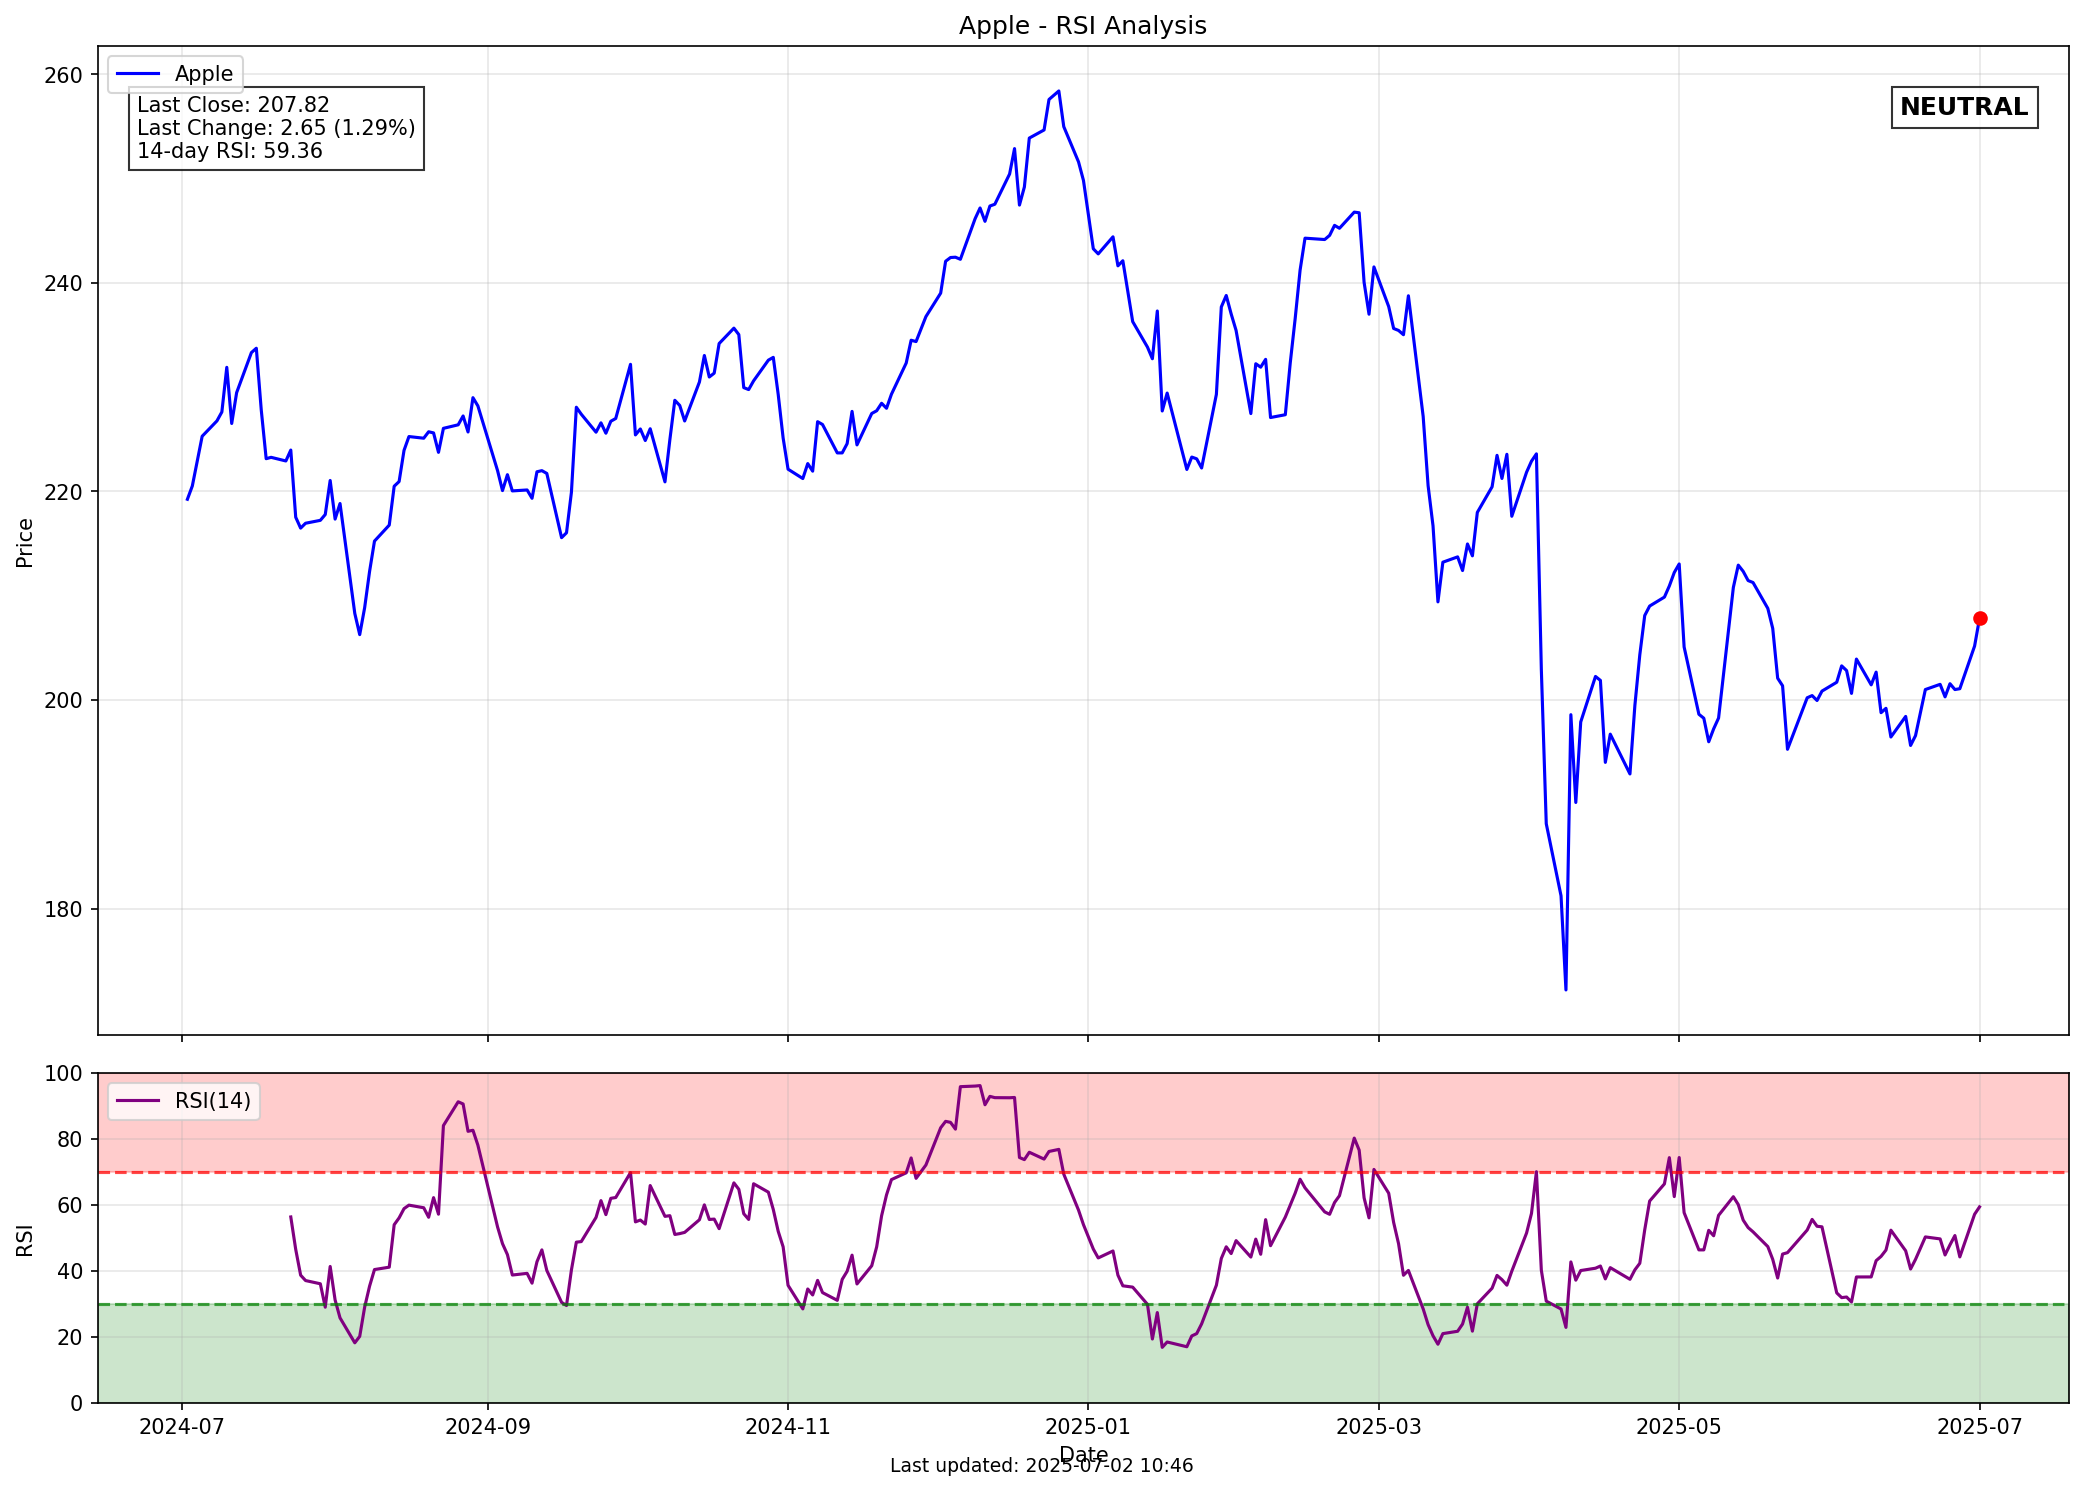 Apple - RSI Analysis
Apple
Last Close: 207.82
Last Change: 2.65 (1.29%)
14-day RSI: 59.36
NEUTRAL
260
240
220
200
180
Price
RSI(14)
100
80
60
40
20
0
RSI
2024-07
2024-09
2024-11
2025-01
2025-03
2025-05
2025-07
Date
Last updated: 2025-07-02 10:46